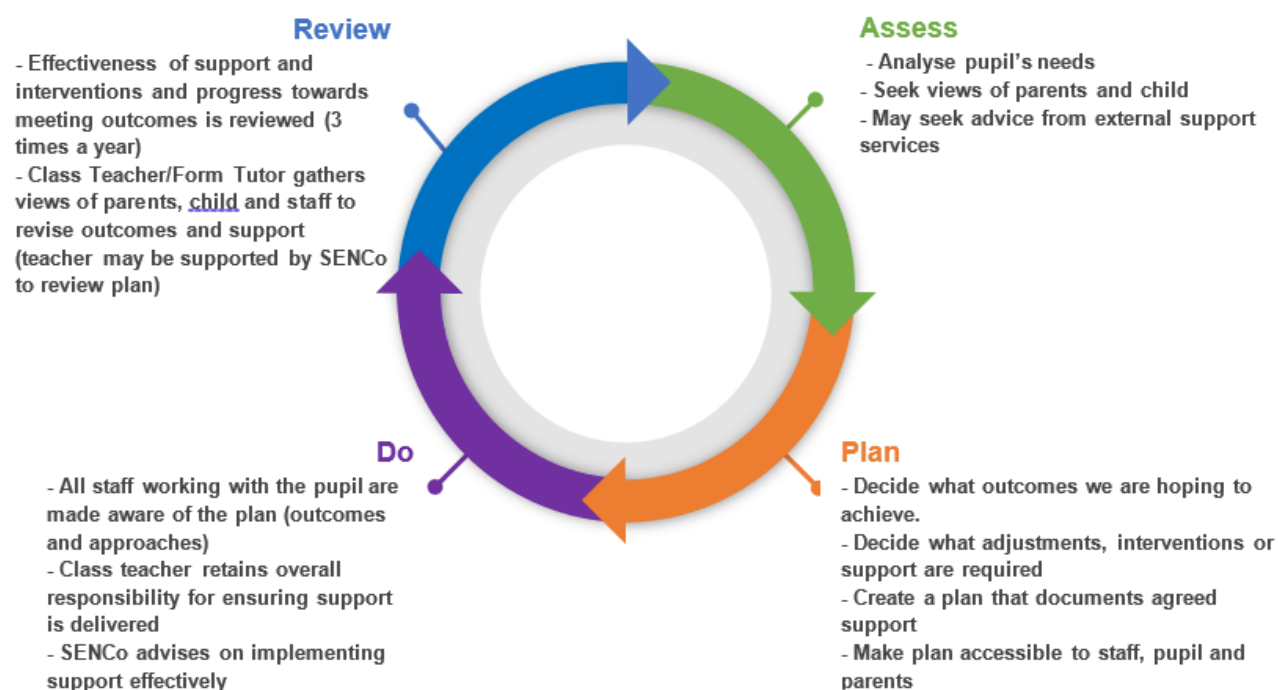 Review
- Effectiveness of support and
interventions and progress towards
meeting outcomes is reviewed (3
times a year)
- Class Teacher/Form Tutor gathers
views of parents, child and staff to
revise outcomes and support
(teacher may be supported by SENCo
to review plan)
Assess
- Analyse pupil's needs
- Seek views of parents and child
- May seek advice from external support
services
Do
- All staff working with the pupil are
made aware of the plan (outcomes
and approaches)
- Class teacher retains overall
responsibility for ensuring support
is delivered
- SENCo advises on implementing
support effectively
Plan
- Decide what outcomes we are hoping to
achieve.
- Decide what adjustments, interventions or
support are required
- Create a plan that documents agreed
support
- Make plan accessible to staff, pupil and
parents